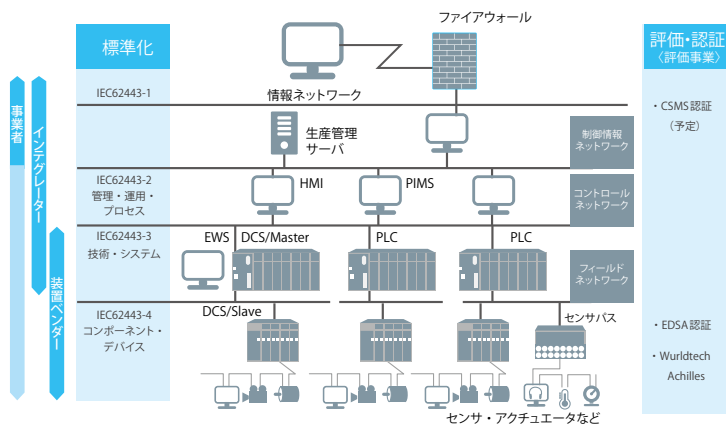 ファイアウォール
標準化
評価・認証
〈評価事業〉
情報ネットワーク
IEC62443-1
・CSMS認証
（予定）
事業者
インテグレーター
装置ベンダー
生産管理
サーバ
制御情報
ネットワーク
IEC62443-2
管理・運用・
プロセス
HMI
PIMS
コントロール
ネットワーク
IEC62443-3
技術・システム
EWS
DCS/Master
PLC
PLC
フィールド
ネットワーク
IEC62443-4
コンポーネント・
デバイス
DCS/Slave
センサバス
・EDSA認証
・Wurldtech
Achilles
センサ・アクチュエータなど